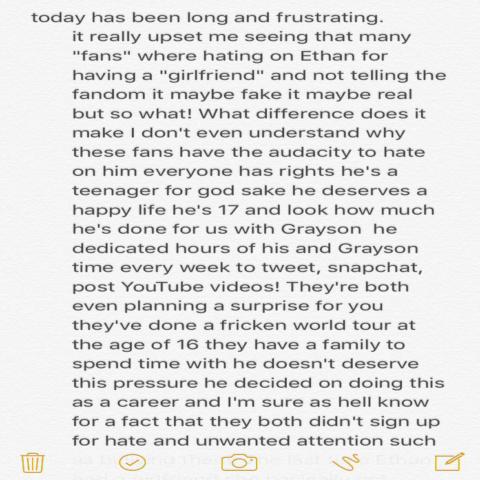 today has been long and frustrating.
it really upset me seeing that many
"fans" where hating on Ethan for
having a "girlfriend" and not telling the
fandom it maybe fake it maybe real
but so what! What difference does it
make I don't even understand why
these fans have the audacity to hate
on him everyone has rights he's a
teenager for god sake he deserves a
happy life he's 17 and look how much
he's done for us with Grayson he
dedicated hours of his and Grayson
time every week to tweet, snapchat,
post YouTube videos! They're both
even planning a surprise for you
they've done a fricken world tour at
the age of 16 they have a family to
spend time with he doesn't deserve
this pressure he decided on doing this
as a career and I'm sure as hell know
for a fact that they both didn't sign up
for hate and unwanted attention such